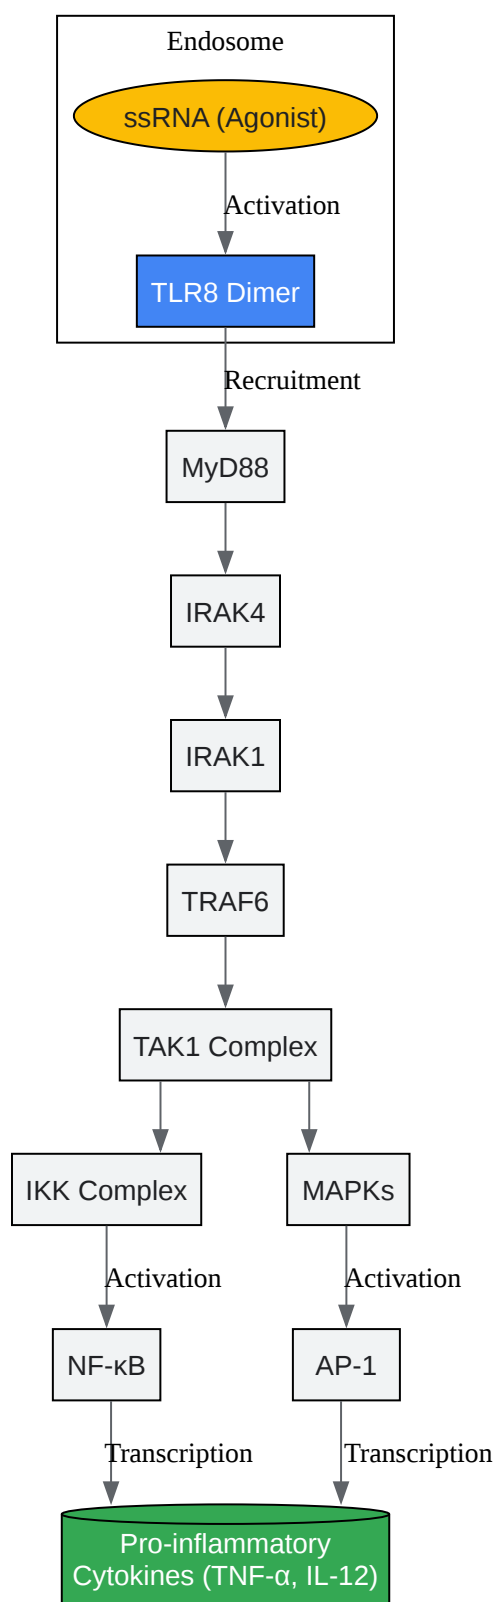 Endosome
ssRNA (Agonist)
Activation
TLR8 Dimer
Recruitment
MyD88
IRAK4
IRAK1
TRAF6
TAK1 Complex
IKK Complex
MAPKs
Activation
Activation
NF-κB
AP-1
Transcription
Transcription
Pro-inflammatory
Cytokines (TNF-α, IL-12)